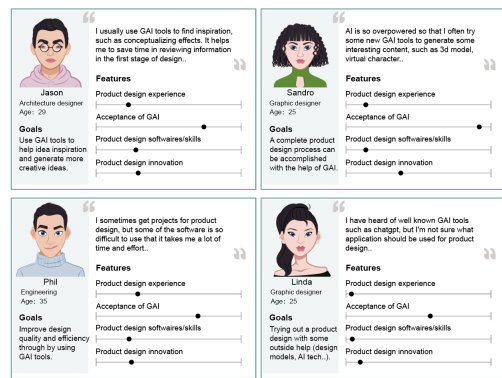 I usually use GAI tools to find inspiration,
such as conceptualizing effects. It helps
me to save time in reviewing information
in the first stage of design..
Features
Product design experience
Acceptance of GAI
Product design softwaires/skills
Product design innovation
Jason
Architecture designer
Age: 29
Goals
Use GAI tools to
help idea inspiration
and generate more
creative ideas.
AI is so overpowered so that I often try
some new GAI tools to generate some
interesting content, such as 3d model,
virtual character..
Features
Product design experience
Acceptance of GAI
Product design softwaires/skills
Product design innovation
Sandro
Graphic designer
Age: 25
Goals
A complete product
design process can
be accomplished
with the help of GAI.
I sometimes get projects for product
design, but some of the software is so
difficult to use that it takes me a lot of
time and effort..
Features
Product design experience
Acceptance of GAI
Product design softwaires/skills
Product design innovation
Phil
Engineering
Age: 35
Goals
Improve design
quality and efficiency
through by using
GAI tools.
I have heard of well known GAI tools
such as chatgpt, but I'm not sure what
application should be used for product
design..
Features
Product design experience
Acceptance of GAI
Product design softwaires/skills
Product design innovation
Linda
Graphic designer
Age: 25
Goals
Trying out a product
design with some
outside help (design
models, AI tech..).